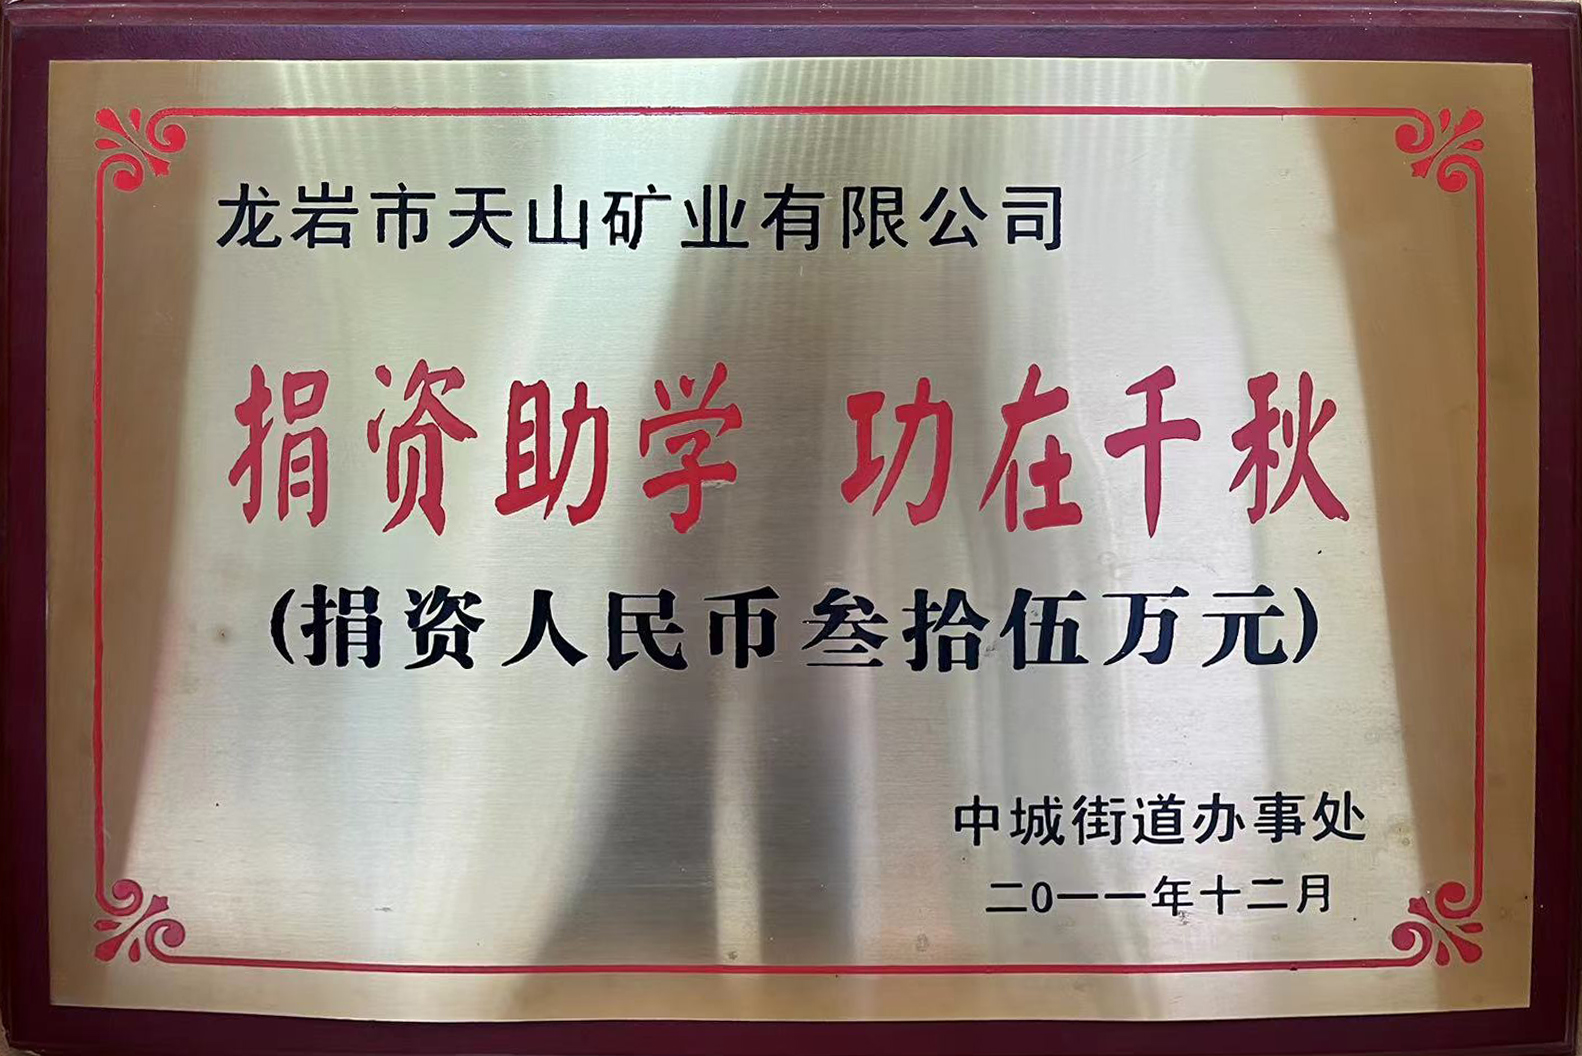 龙岩市天山矿业有限公司
捐资助学 功在千秋
(捐资人民币叁拾伍万元)
中城街道办事处
二0一一年十二月